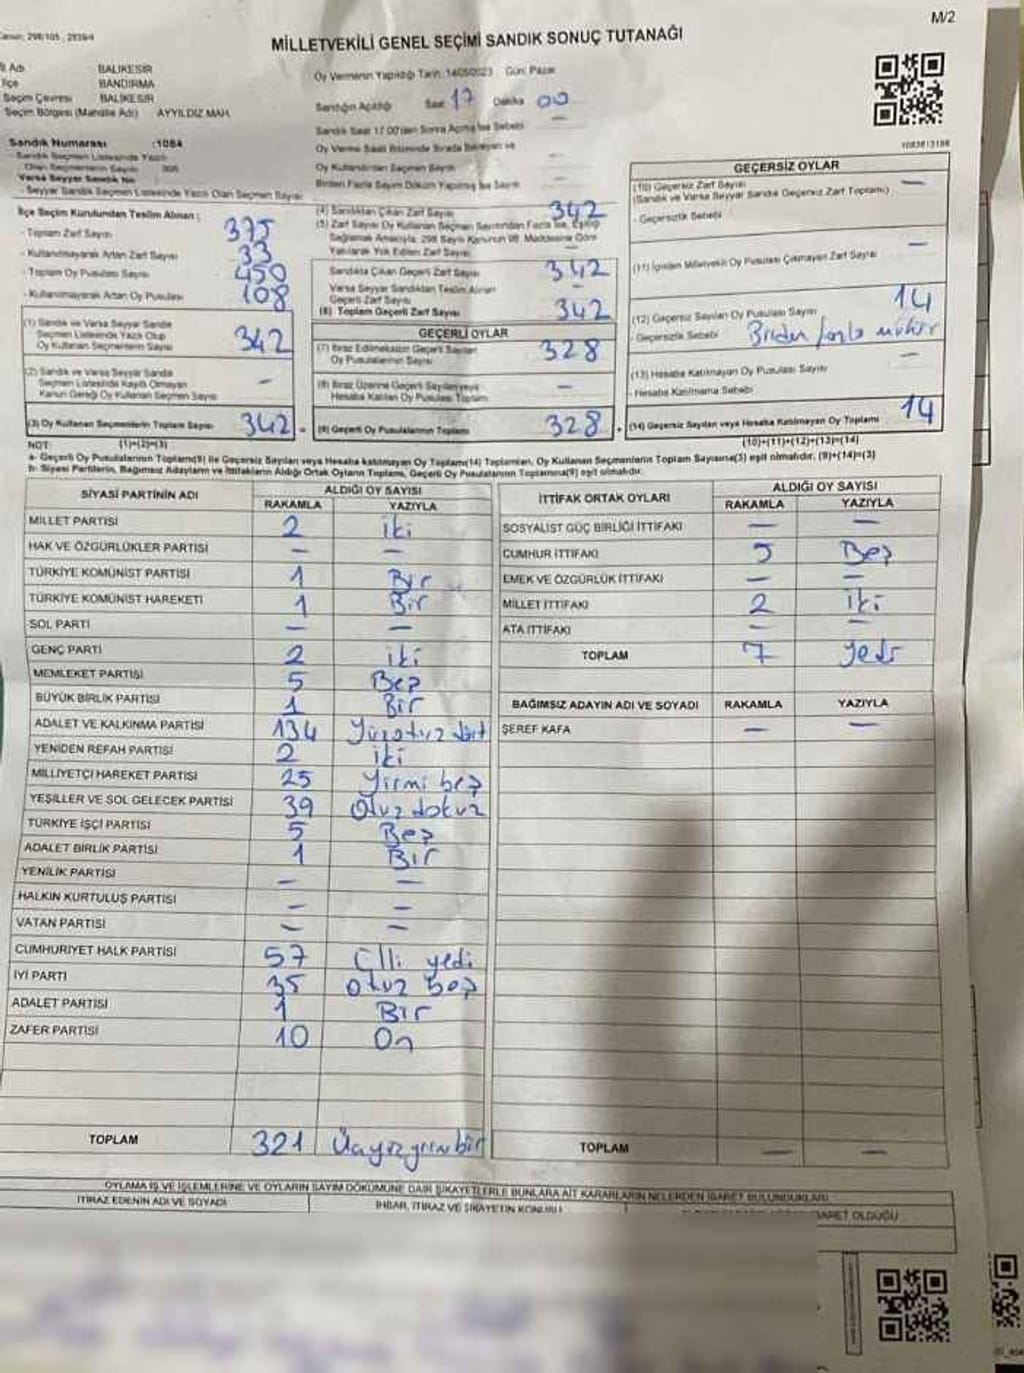 M/2
MİLLETVEKİLİ GENEL SEÇİMİ SANDIK SONUÇ TUTANAĞI
İl Adı BALIKESİR
İlçe BANDIRMA
Seçim Çevresi BALIKESİR
Seçim Bölgesi (Mahalle Adı) AYYILDIZ MAH.
Oy Vermenin Yapıldığı Tarih: 14/05/2023 Gün: Pazar
Sandığın Açıldığı Saat 17 Dakika 00
Sandık Saat 17.00'den Sonra Açılmış İse Sebebi —
Sandık Numarası :1084
Sandık Seçmen Listesinde Yazılı
Olan Seçmenlerin Sayısı
Varsa Seyyar Sandık No
Seyyar Sandık Seçmen Listesinde Yazılı Olan Seçmen Sayısı
Oy Kullandırılan Seçmen Sayısı —
Birden Fazla Sayım Döküm Yapılmış İse Sayısı —
İlçe Seçim Kurulundan Teslim Alınan :
- Toplam Zarf Sayısı 375
- Kullanılmayarak Artan Zarf Sayısı 33
- Toplam Oy Pusulası Sayısı 450
- Kullanılmayarak Artan Oy Pusulası 108
(1) Sandık ve Varsa Seyyar Sandık
Seçmen Listesinde Yazılı Olup
Oy Kullanan Seçmenlerin Sayısı 342
(2) Sandık ve Varsa Seyyar Sandık
Seçmen Listesinde Kayıtlı Olmayan
Kanun Gereği Oy Kullanan Seçmen Sayısı —
(3) Oy Kullanan Seçmenlerin Toplam Sayısı 342 =
(4) Sandıktan Çıkan Zarf Sayısı 342
(5) Zarf Sayısı Oy Kullanan Seçmen Sayısından Fazla İse, Eşitliği
Sağlamak Amacıyla, 298 Sayılı Kanunun 98. Maddesine Göre
Yakılarak Yok Edilen Zarf Sayısı —
Sandıkta Çıkan Geçerli Zarf Sayısı 342
Varsa Seyyar Sandıktan Teslim Alınan
Geçerli Zarf Sayısı —
(6) Toplam Geçerli Zarf Sayısı 342
GEÇERLİ OYLAR
(7) İtiraz Edilmeksizin Geçerli Sayılan
Oy Pusulalarının Sayısı 328
(8) İtiraz Üzerine Geçerli Sayılan veya
Hesaba Katılan Oy Pusulaları Toplamı —
(9) Geçerli Oy Pusulalarının Toplamı 328 +
1083813186
GEÇERSİZ OYLAR
(10) Geçersiz Zarf Sayısı —
(Sandık ve Varsa Seyyar Sandık Geçersiz Zarf Toplamı)
- Geçersizlik Sebebi
(11) İçinden Milletvekili Oy Pusulası Çıkmayan Zarf Sayısı —
(12) Geçersiz Sayılan Oy Pusulası Sayısı 14
- Geçersizlik Sebebi Birden fazla mühür
(13) Hesaba Katılmayan Oy Pusulası Sayısı —
- Hesaba Katılmama Sebebi
(14) Geçersiz Sayılan veya Hesaba Katılmayan Oy Toplamı 14
NOT: (1)+(2)=(3) (10)+(11)+(12)+(13)=(14)
a- Geçerli Oy Pusulalarının Toplamı(9) ile Geçersiz Sayılan veya Hesaba katılmayan Oy Toplamı(14) Toplamları, Oy Kullanan Seçmenlerin Toplam Sayısına(3) eşit olmalıdır. (9)+(14)=(3)
b- Siyasi Partilerin, Bağımsız Adayların ve İttifakların Aldığı Ortak Oyların Toplamı, Geçerli Oy Pusulalarının Toplamına(9) eşit olmalıdır.
SİYASİ PARTİNİN ADI ALDIĞI OY SAYISI
RAKAMLA YAZIYLA
MİLLET PARTİSİ 2 iki
HAK VE ÖZGÜRLÜKLER PARTİSİ — —
TÜRKİYE KOMÜNİST PARTİSİ 1 Bir
TÜRKİYE KOMÜNİST HAREKETİ 1 Bir
SOL PARTİ — —
GENÇ PARTİ 2 iki
MEMLEKET PARTİSİ 5 Beş
BÜYÜK BİRLİK PARTİSİ 1 Bir
ADALET VE KALKINMA PARTİSİ 134 Yüzotuz dört
YENİDEN REFAH PARTİSİ 2 iki
MİLLİYETÇİ HAREKET PARTİSİ 25 Yirmi beş
YEŞİLLER VE SOL GELECEK PARTİSİ 39 Otuz dokuz
TÜRKİYE İŞÇİ PARTİSİ 5 Beş
ADALET BİRLİK PARTİSİ 1 Bir
YENİLİK PARTİSİ — —
HALKIN KURTULUŞ PARTİSİ — —
VATAN PARTİSİ — —
CUMHURİYET HALK PARTİSİ 57 Elli yedi
İYİ PARTİ 35 Otuz beş
ADALET PARTİSİ 1 Bir
ZAFER PARTİSİ 10 On
TOPLAM 321
İTTİFAK ORTAK OYLARI ALDIĞI OY SAYISI
RAKAMLA YAZIYLA
SOSYALİST GÜÇ BİRLİĞİ İTTİFAKI — —
CUMHUR İTTİFAKI 5 Beş
EMEK VE ÖZGÜRLÜK İTTİFAKI — —
MİLLET İTTİFAKI 2 iki
ATA İTTİFAKI — —
TOPLAM 7 yedi
BAĞIMSIZ ADAYIN ADI VE SOYADI RAKAMLA YAZIYLA
ŞEREF KAFA — —
TOPLAM — —
OYLAMA İŞ VE İŞLEMLERİNE VE OYLARIN SAYIM DÖKÜMÜNE DAİR ŞİKAYETLERLE BUNLARA AİT KARARLARIN NELERDEN İBARET BULUNDUKLARI
İTİRAZ EDENİN ADI VE SOYADI İHBAR, İTİRAZ VE ŞİKAYETİN KONUSU İBARET OLDUĞU